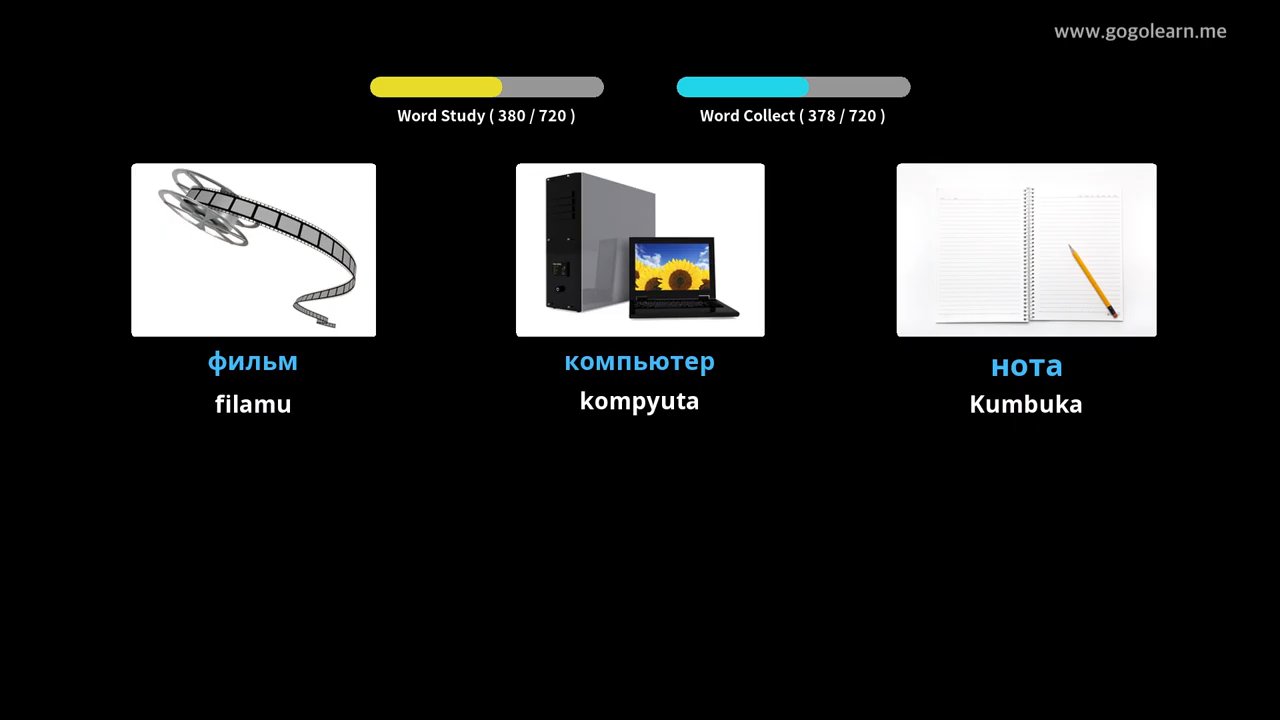 www.gogolearn.me
Word Study ( 380 / 720 )
Word Collect ( 378 / 720 )
фильм
компьютер
нота
filamu
kompyuta
Kumbuka